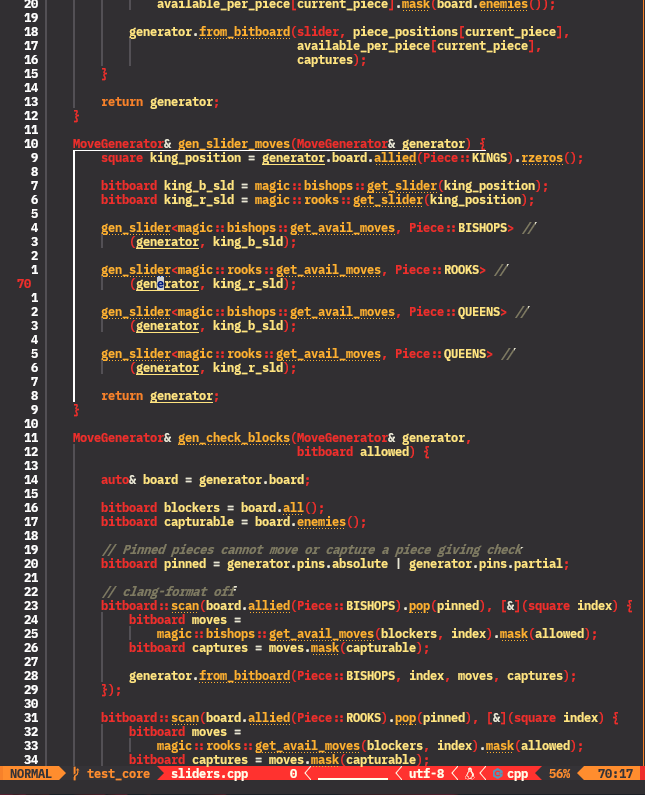 20 available_per_piece[current_piece].mask(board.enemies());
19
18 generator.from_bitboard(slider, piece_positions[current_piece],
17 available_per_piece[current_piece],
16 captures);
15 }
14
13 return generator;
12 }
11
10 MoveGenerator& gen_slider_moves(MoveGenerator& generator) {
9 square king_position = generator.board.allied(Piece::KINGS).rzeros();
8
7 bitboard king_b_sld = magic::bishops::get_slider(king_position);
6 bitboard king_r_sld = magic::rooks::get_slider(king_position);
5
4 gen_slider<magic::bishops::get_avail_moves, Piece::BISHOPS> //
3 (generator, king_b_sld);
2
1 gen_slider<magic::rooks::get_avail_moves, Piece::ROOKS> //
70 (generator, king_r_sld);
1
2 gen_slider<magic::bishops::get_avail_moves, Piece::QUEENS> //
3 (generator, king_b_sld);
4
5 gen_slider<magic::rooks::get_avail_moves, Piece::QUEENS> //
6 (generator, king_r_sld);
7
8 return generator;
9 }
10
11 MoveGenerator& gen_check_blocks(MoveGenerator& generator,
12 bitboard allowed) {
13
14 auto& board = generator.board;
15
16 bitboard blockers = board.all();
17 bitboard capturable = board.enemies();
18
19 // Pinned pieces cannot move or capture a piece giving check
20 bitboard pinned = generator.pins.absolute | generator.pins.partial;
21
22 // clang-format off
23 bitboard::scan(board.allied(Piece::BISHOPS).pop(pinned), [&](square index) {
24 bitboard moves =
25 magic::bishops::get_avail_moves(blockers, index).mask(allowed);
26 bitboard captures = moves.mask(capturable);
27
28 generator.from_bitboard(Piece::BISHOPS, index, moves, captures);
29 });
30
31 bitboard::scan(board.allied(Piece::ROOKS).pop(pinned), [&](square index) {
32 bitboard moves =
33 magic::rooks::get_avail_moves(blockers, index).mask(allowed);
34 bitboard captures = moves.mask(capturable);
NORMAL test_core sliders.cpp 0 utf-8 cpp 56% 70:17